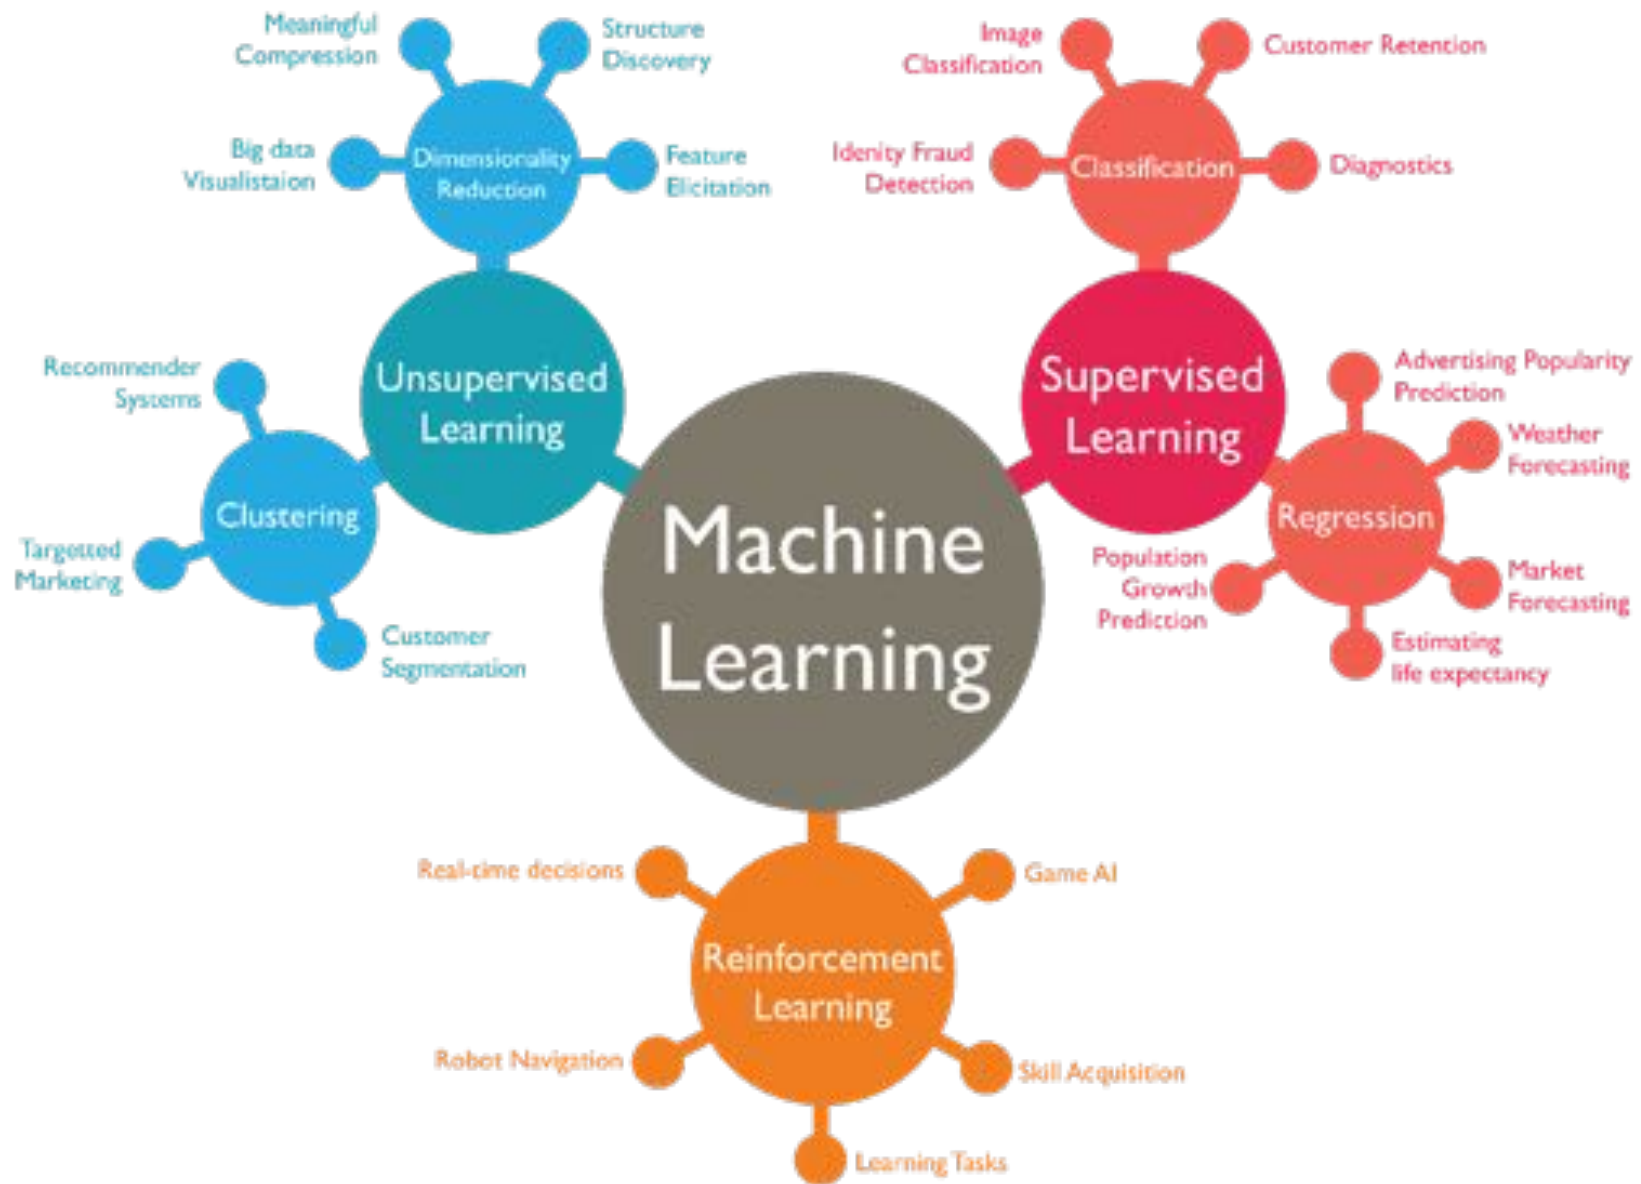 Meaningful
Compression
Structure
Discovery
Big data
Visualistaion
Dimensionality
Reduction
Feature
Elicitation
Image
Classification
Customer Retention
Idenity Fraud
Detection
Classification
Diagnostics
Recommender
Systems
Unsupervised
Learning
Supervised
Learning
Advertising Popularity
Prediction
Weather
Forecasting
Clustering
Targetted
Marketing
Customer
Segmentation
Machine
Learning
Regression
Population
Growth
Prediction
Market
Forecasting
Estimating
life expectancy
Real-time decisions
Game AI
Reinforcement
Learning
Robot Navigation
Skill Acquisition
Learning Tasks